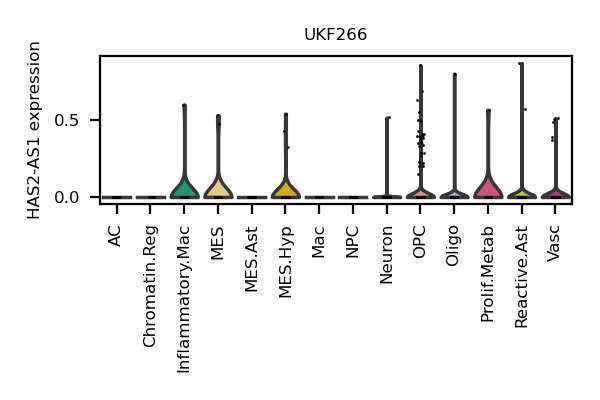 UKF266
HAS2-AS1 expression
0.5
0.0
AC
Chromatin.Reg
Inflammatory.Mac
MES
MES.Ast
MES.Hyp
Mac
NPC
Neuron
OPC
Oligo
Prolif.Metab
Reactive.Ast
Vasc